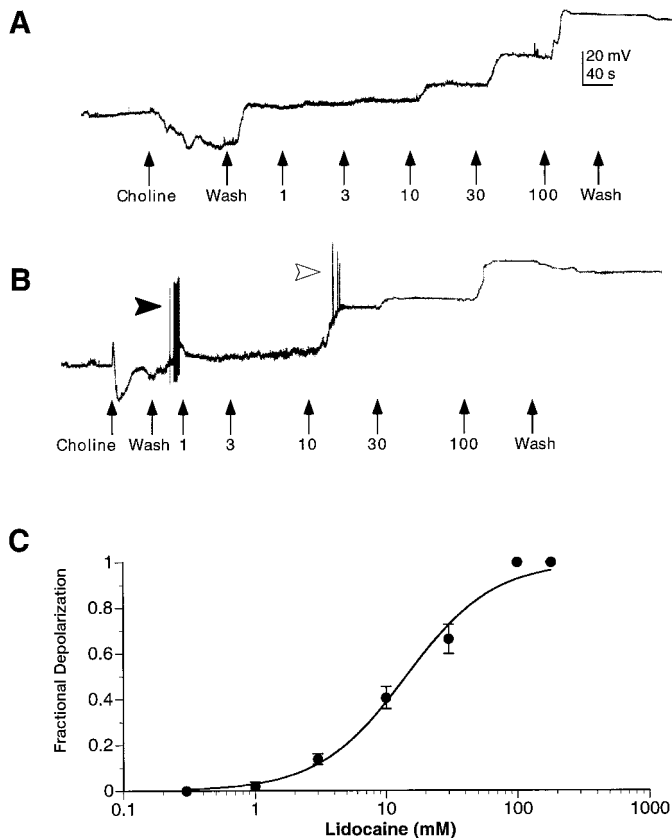 A
20 mV
40 s
Choline Wash 1 3 10 30 100 Wash
B
Choline Wash 1 3 10 30 100 Wash
C
Fractional Depolarization
1
0.8
0.6
0.4
0.2
0
0.1 1 10 100 1000
Lidocaine (mM)